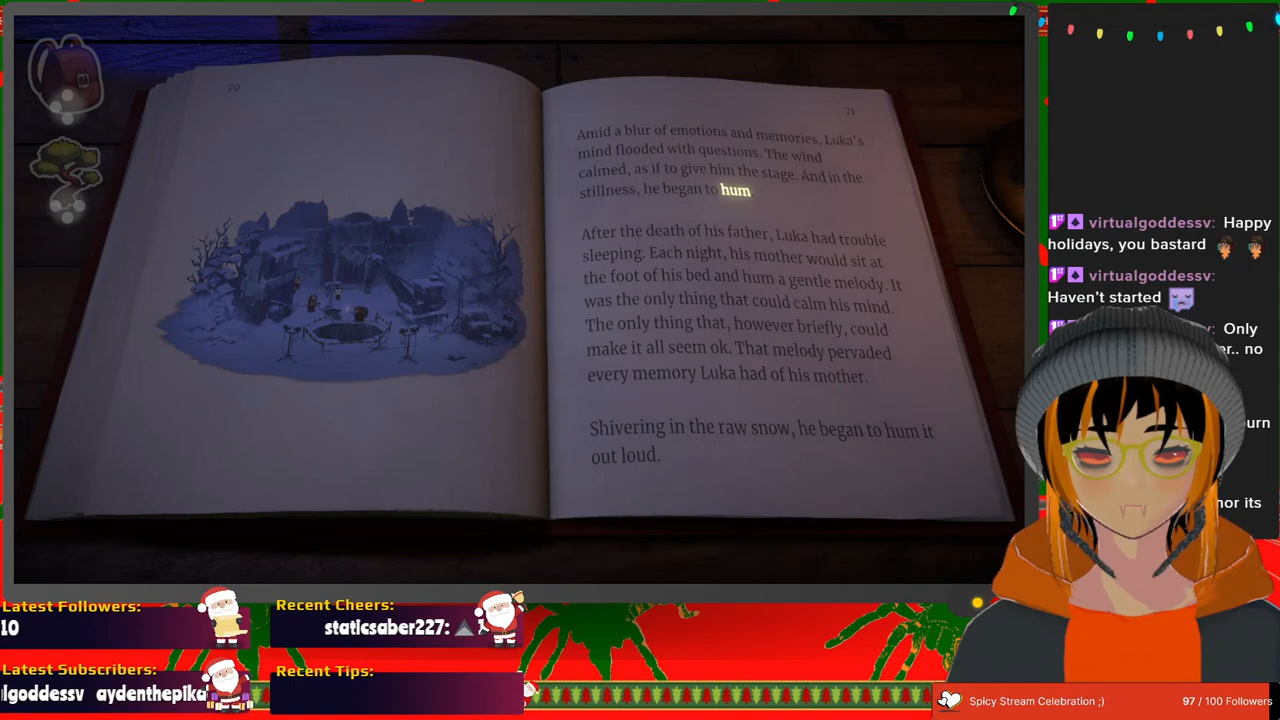 70
71
Amid a blur of emotions and memories, Luka's
mind flooded with questions. The wind
calmed, as if to give him the stage. And in the
stillness, he began to hum
After the death of his father, Luka had trouble
sleeping. Each night, his mother would sit at
the foot of his bed and hum a gentle melody. It
was the only thing that could calm his mind.
The only thing that, however briefly, could
make it all seem ok. That melody pervaded
every memory Luka had of his mother.
Shivering in the raw snow, he began to hum it
out loud.
1ST virtualgoddessv: Happy
holidays, you bastard
1ST virtualgoddessv:
Haven't started
1ST Only
no
Latest Followers:
10
Recent Cheers:
staticsaber227:
Latest Subscribers:
lgoddessv aydenthepika
Recent Tips:
Spicy Stream Celebration ;)
97 / 100 Followers